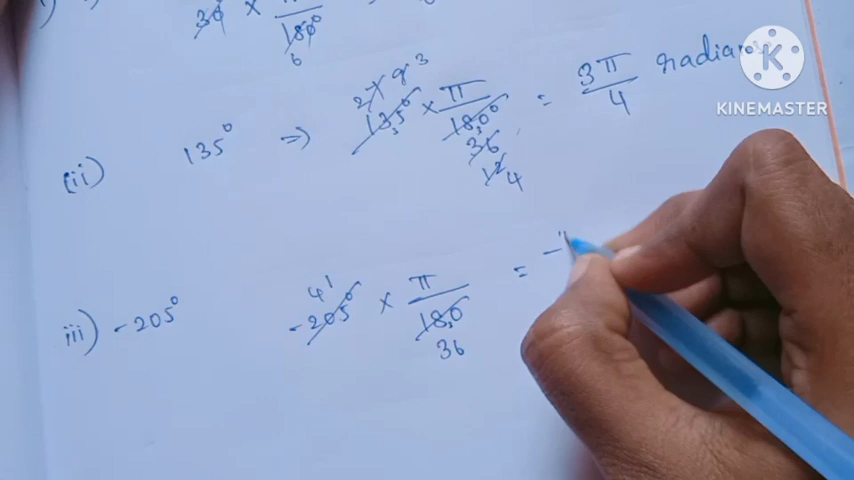 30 × π/180° 6
(ii) 135° => 135° 27 9 3 × π/180° 36 12 4 = 3π/4 radians
iii) -205° -205° 41 × π/180 36 = -
KINEMASTER